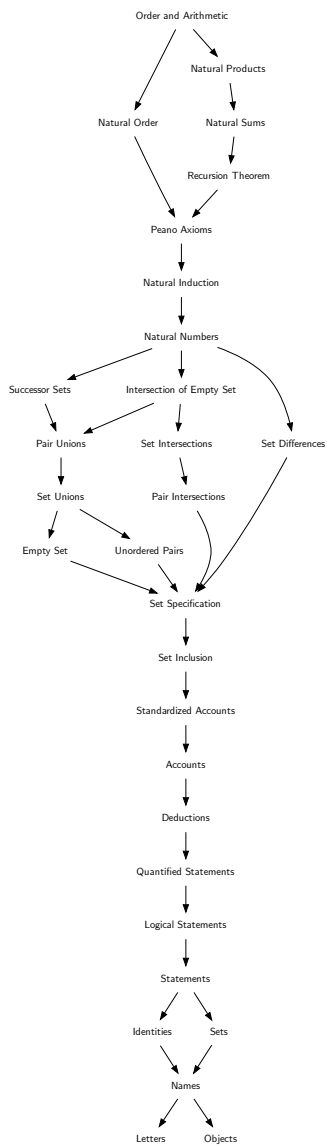 Order and Arithmetic
Natural Products
Natural Order
Natural Sums
Recursion Theorem
Peano Axioms
Natural Induction
Natural Numbers
Successor Sets
Intersection of Empty Set
Pair Unions
Set Intersections
Set Differences
Set Unions
Pair Intersections
Empty Set
Unordered Pairs
Set Specification
Set Inclusion
Standardized Accounts
Accounts
Deductions
Quantified Statements
Logical Statements
Statements
Identities
Sets
Names
Letters
Objects